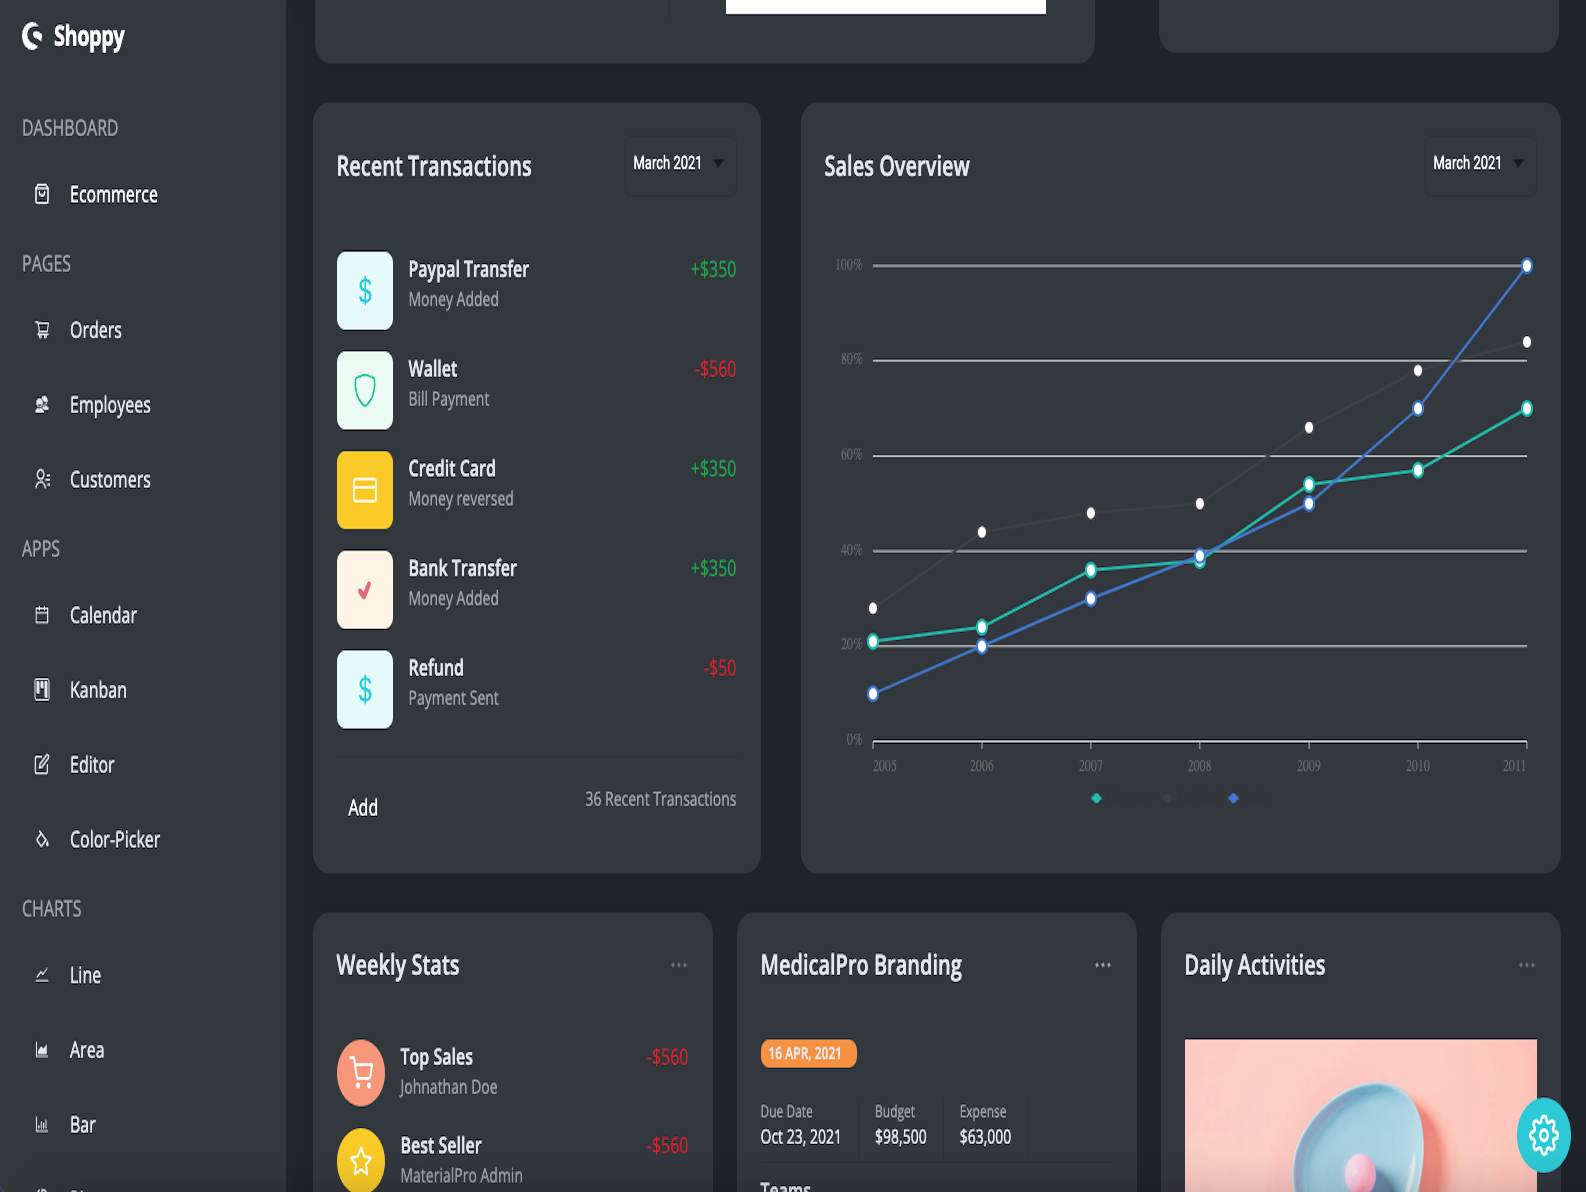 Shoppy
DASHBOARD
Ecommerce
PAGES
Orders
Employees
Customers
APPS
Calendar
Kanban
Editor
Color-Picker
CHARTS
Line
Area
Bar
Recent Transactions
March 2021
Paypal Transfer
+$350
Money Added
Wallet
-$560
Bill Payment
Credit Card
+$350
Money reversed
Bank Transfer
+$350
Money Added
Refund
-$50
Payment Sent
Add
36 Recent Transactions
Sales Overview
March 2021
100%
80%
60%
40%
20%
0%
2005 2006 2007 2008 2009 2010 2011
Weekly Stats
Top Sales
-$560
Johnathan Doe
Best Seller
-$560
MaterialPro Admin
MedicalPro Branding
16 APR, 2021
Due Date Budget Expense
Oct 23, 2021 $98,500 $63,000
Teams
Daily Activities